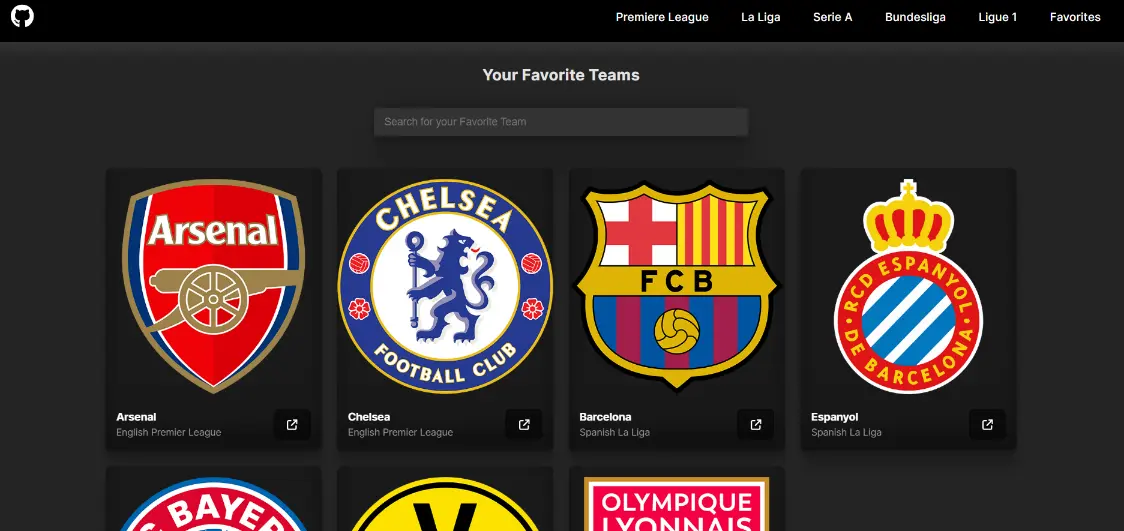 Premiere League La Liga Serie A Bundesliga Ligue 1 Favorites
Your Favorite Teams
Search for your Favorite Team
Arsenal
CHELSEA
FOOTBALL CLUB
FCB
RCD ESPANYOL
DE BARCELONA
Arsenal
English Premier League
Chelsea
English Premier League
Barcelona
Spanish La Liga
Espanyol
Spanish La Liga
BAYER
OLYMPIQUE
LYONNAIS